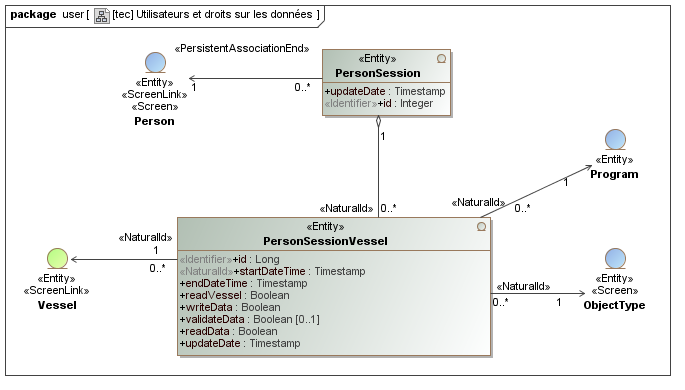 package user [ [tec] Utilisateurs et droits sur les données ]
«PersistentAssociationEnd»
1
0..*
«Entity»
«ScreenLink»
«Screen»
Person
«Entity»
PersonSession
+updateDate : Timestamp
«Identifier»+id : Integer
1
«NaturalId»
0..*
«Entity»
Program
«NaturalId»
0..*
1
«Entity»
PersonSessionVessel
«Identifier»+id : Long
«NaturalId»+startDateTime : Timestamp
+endDateTime : Timestamp
+readVessel : Boolean
+writeData : Boolean
+validateData : Boolean [0..1]
+readData : Boolean
+updateDate : Timestamp
«NaturalId»
1
0..*
«Entity»
«ScreenLink»
Vessel
«NaturalId»
0..*
1
«Entity»
«Screen»
ObjectType